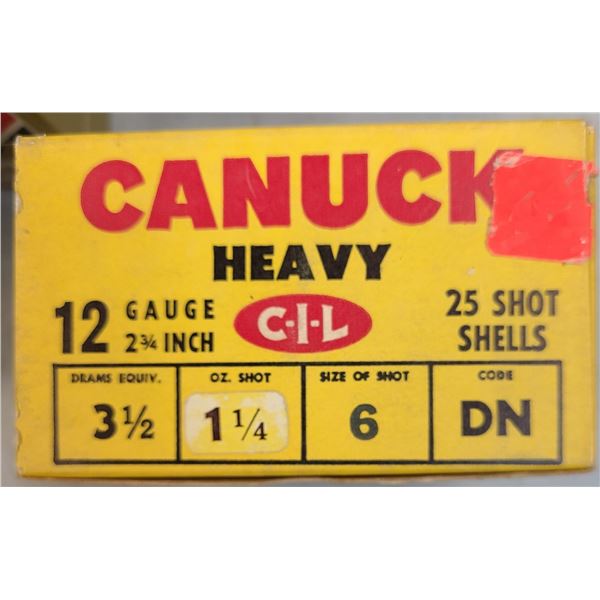 CANUCK
HEAVY
12 GAUGE 2¾ INCH
C-I-L
25 SHOT SHELLS
DRAMS EQUIV. OZ. SHOT SIZE OF SHOT CODE
3½ 1¼ 6 DN